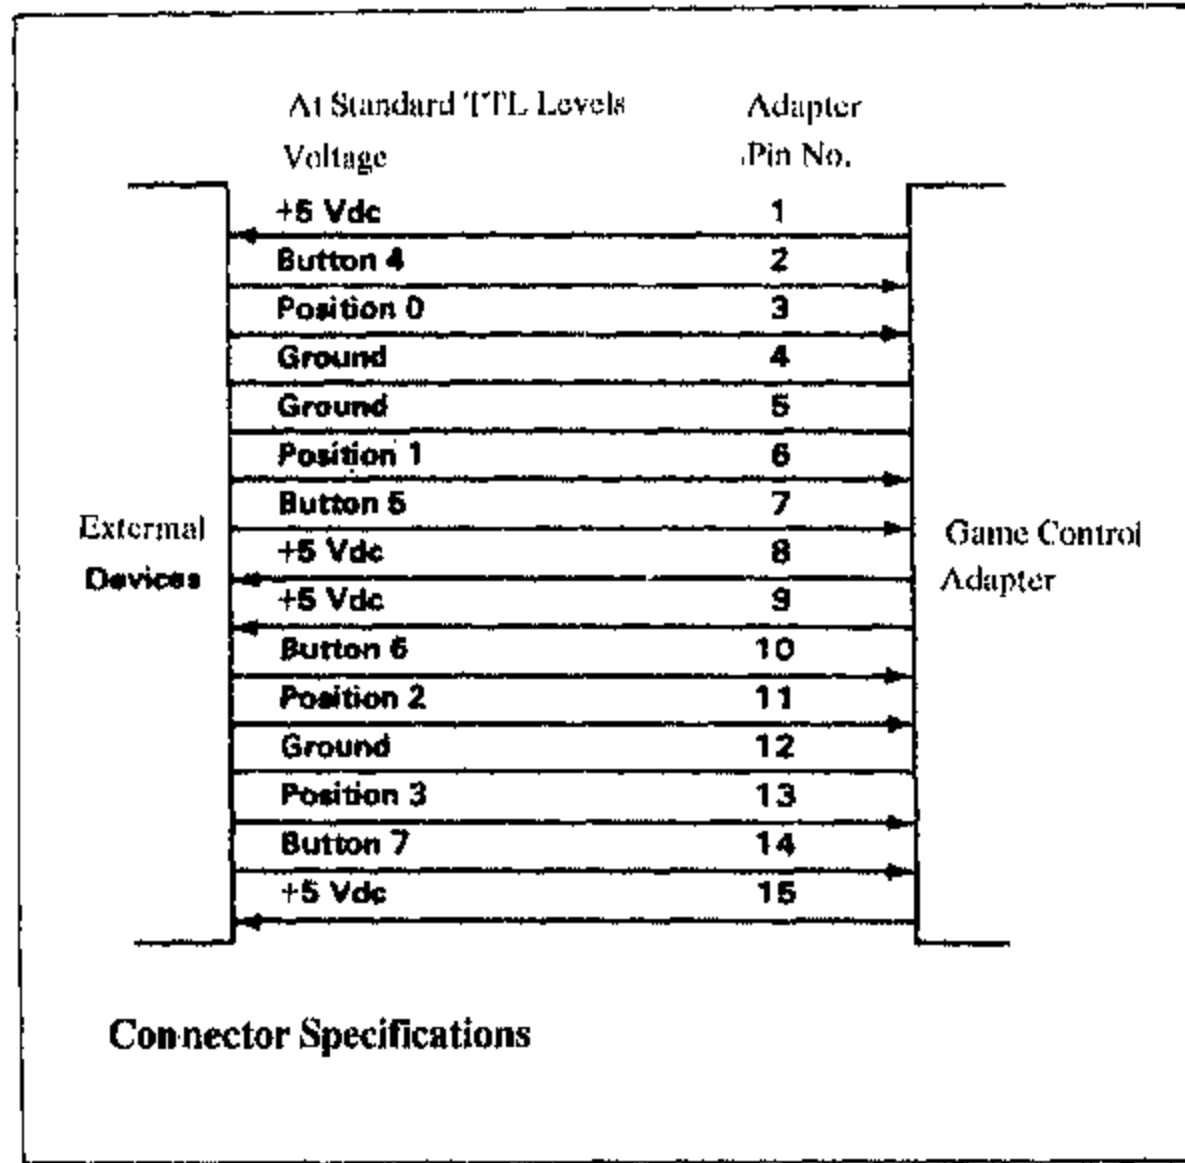 At Standard TTL Levels Adapter
Voltage Pin No.
+5 Vdc 1
Button 4 2
Position 0 3
Ground 4
Ground 5
Position 1 6
Button 5 7
+5 Vdc 8
+5 Vdc 9
Button 6 10
Position 2 11
Ground 12
Position 3 13
Button 7 14
+5 Vdc 15
Extermal
Devices
Game Control
Adapter
Connector Specifications